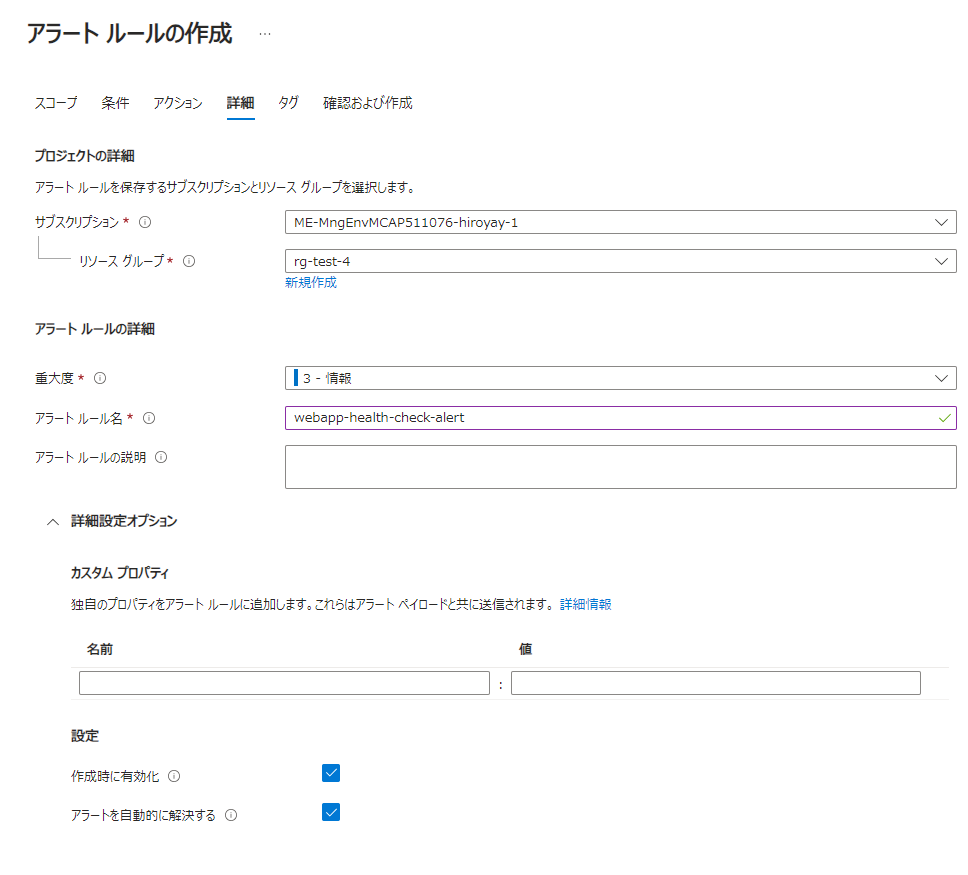 アラート ルールの作成 …
スコープ 条件 アクション 詳細 タグ 確認および作成
プロジェクトの詳細
アラート ルールを保存するサブスクリプションとリソース グループを選択します。
サブスクリプション * ME-MngEnvMCAP511076-hiroyay-1
リソース グループ * rg-test-4
新規作成
アラート ルールの詳細
重大度 * 3 - 情報
アラート ルール名 * webapp-health-check-alert
アラート ルールの説明
詳細設定オプション
カスタム プロパティ
独自のプロパティをアラート ルールに追加します。これらはアラート ペイロードと共に送信されます。 詳細情報
名前 値
:
設定
作成時に有効化
アラートを自動的に解決する